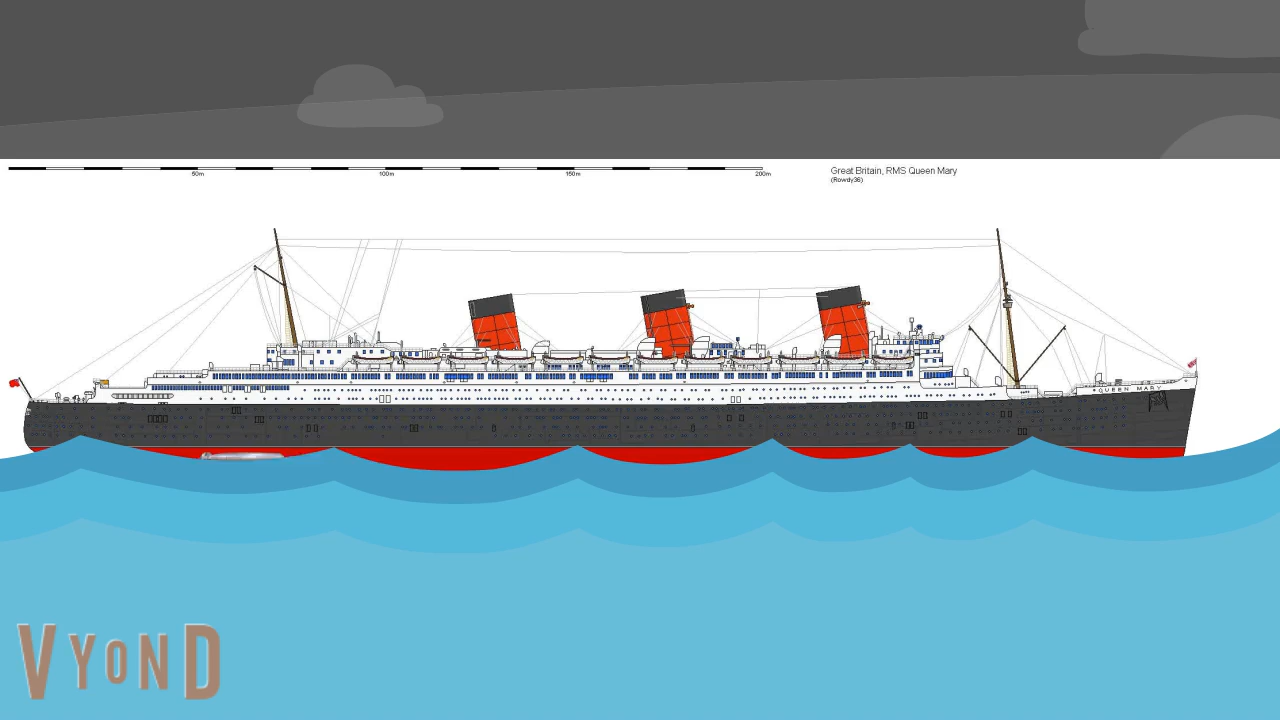 50m 100m 150m 200m
Great Britain, RMS Queen Mary
(Rowdy36)
QUEEN MARY
VYOND